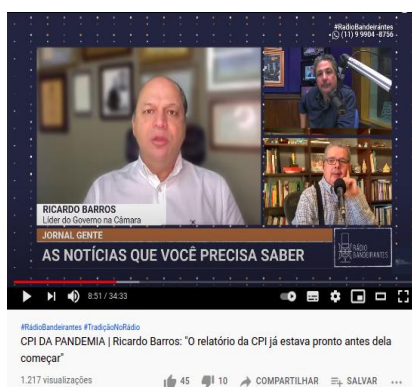 #RádioBandeirantes
(11) 9 9904 -8756
RICARDO BARROS
Líder do Governo na Câmara
JORNAL GENTE
AS NOTÍCIAS QUE VOCÊ PRECISA SABER
RÁDIO
BANDEIRANTES
8:51 / 34:33
#RádioBandeirantes #TradiçãoNoRádio
CPI DA PANDEMIA | Ricardo Barros: "O relatório da CPI já estava pronto antes dela
começar"
1.217 visualizações
45
10
COMPARTILHAR
SALVAR